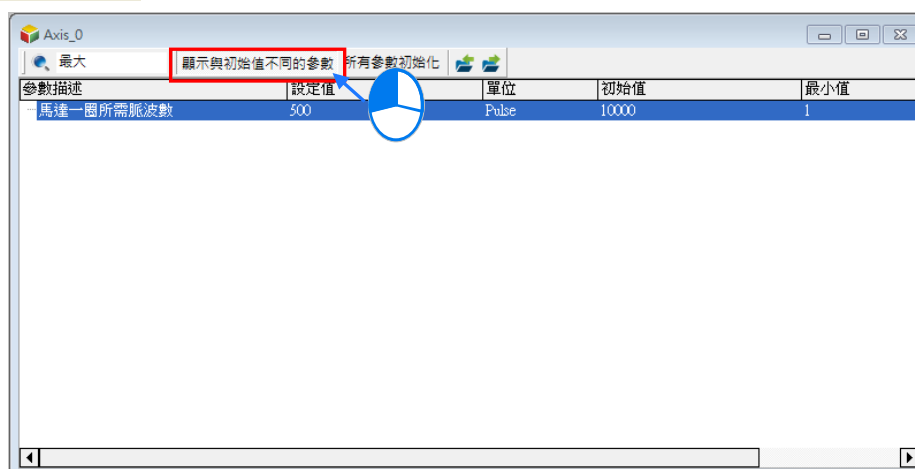 Axis_0
最大 顯示與初始值不同的參數 所有參數初始化
參數描述 設定值 單位 初始值 最小值
馬達一圈所需脈波數 500 Pulse 10000 1